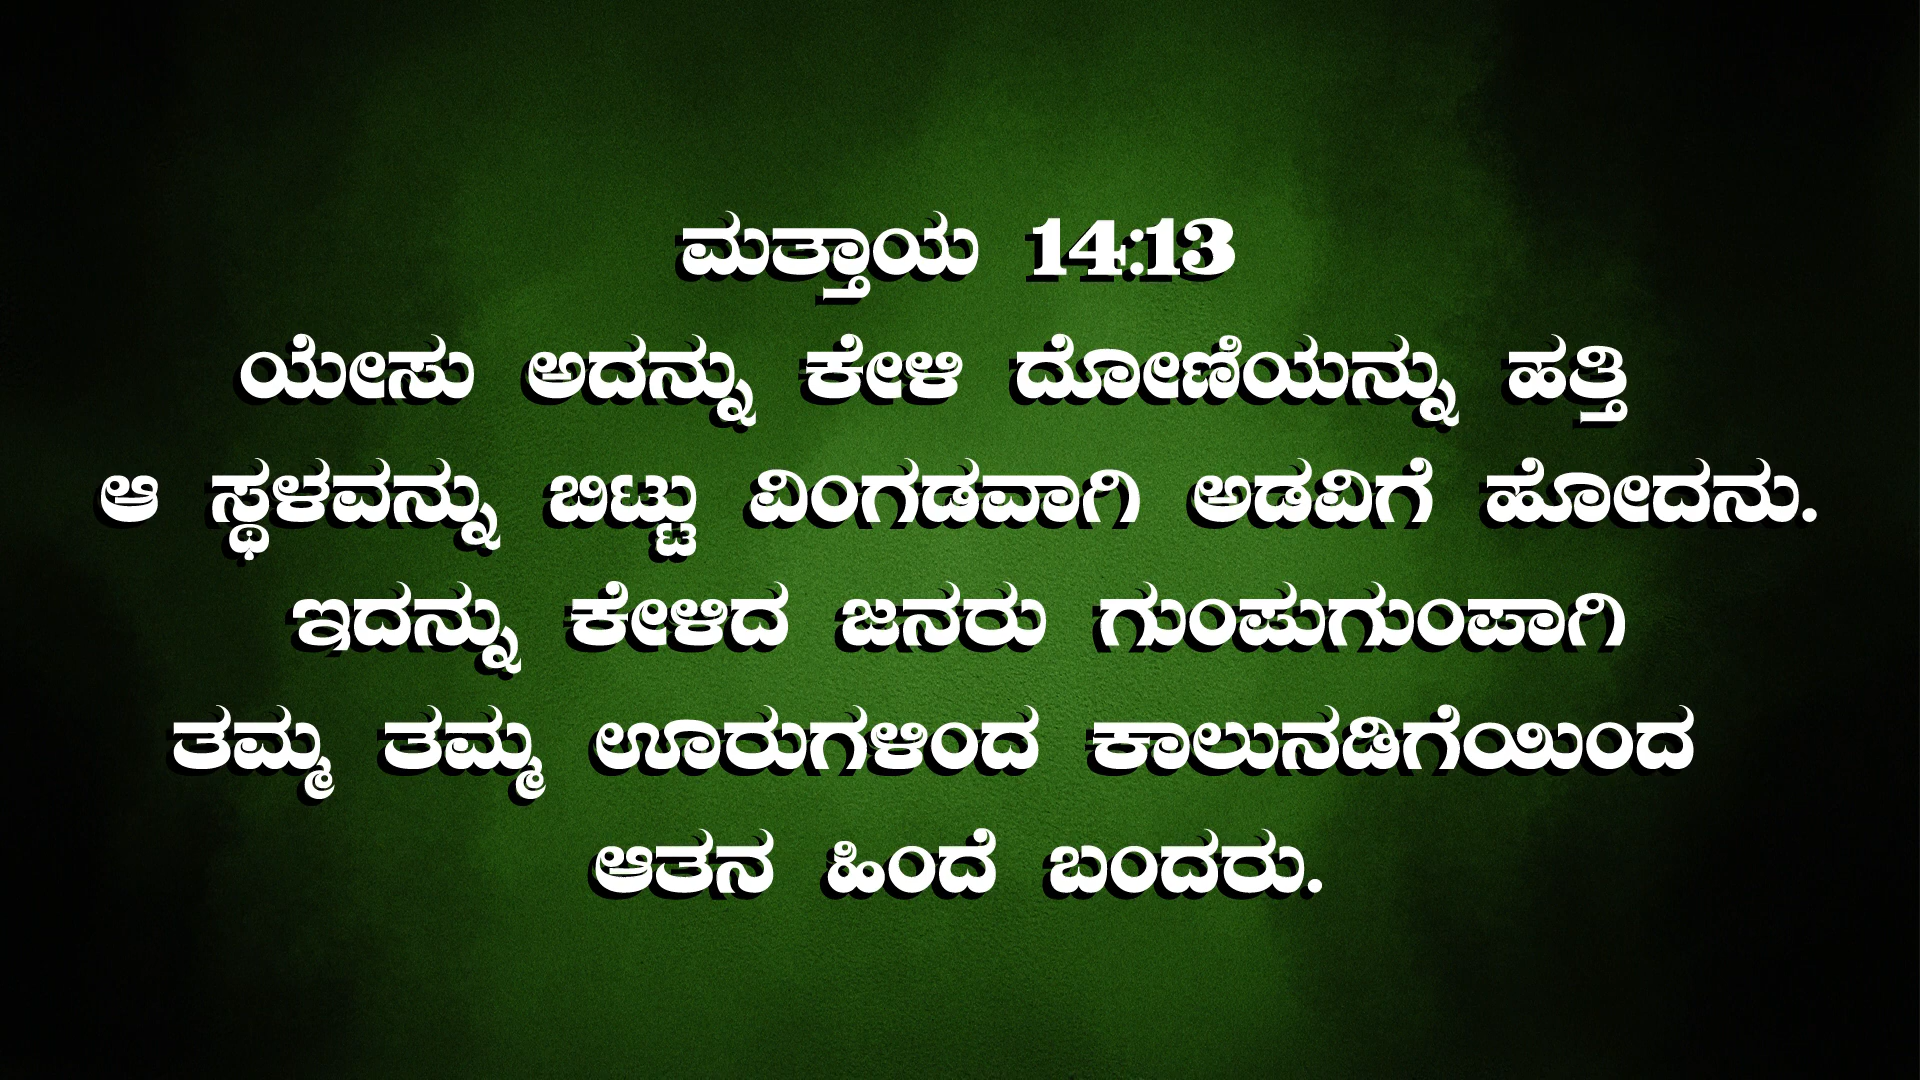 ಮತ್ತಾಯ 14:13
ಯೇಸು ಅದನ್ನು ಕೇಳಿ ದೋಣಿಯನ್ನು ಹತ್ತಿ
ಆ ಸ್ಥಳವನ್ನು ಬಿಟ್ಟು ವಿಂಗಡವಾಗಿ ಅಡವಿಗೆ ಹೋದನು.
ಇದನ್ನು ಕೇಳಿದ ಜನರು ಗುಂಪುಗುಂಪಾಗಿ
ತಮ್ಮ ತಮ್ಮ ಊರುಗಳಿಂದ ಕಾಲುನಡಿಗೆಯಿಂದ
ಆತನ ಹಿಂದೆ ಬಂದರು.